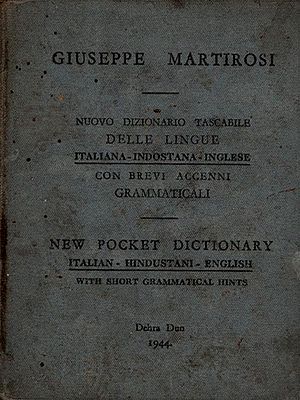 GIUSEPPE MARTIROSI
NUOVO DIZIONARIO TASCABILE
DELLE LINGUE
ITALIANA-INDOSTANA-INGLESE
CON BREVI ACCENNI
GRAMMATICALI
NEW POCKET DICTIONARY
ITALIAN - HINDUSTANI - ENGLISH
WITH SHORT GRAMMATICAL HINTS
Dehra Dun
1944.